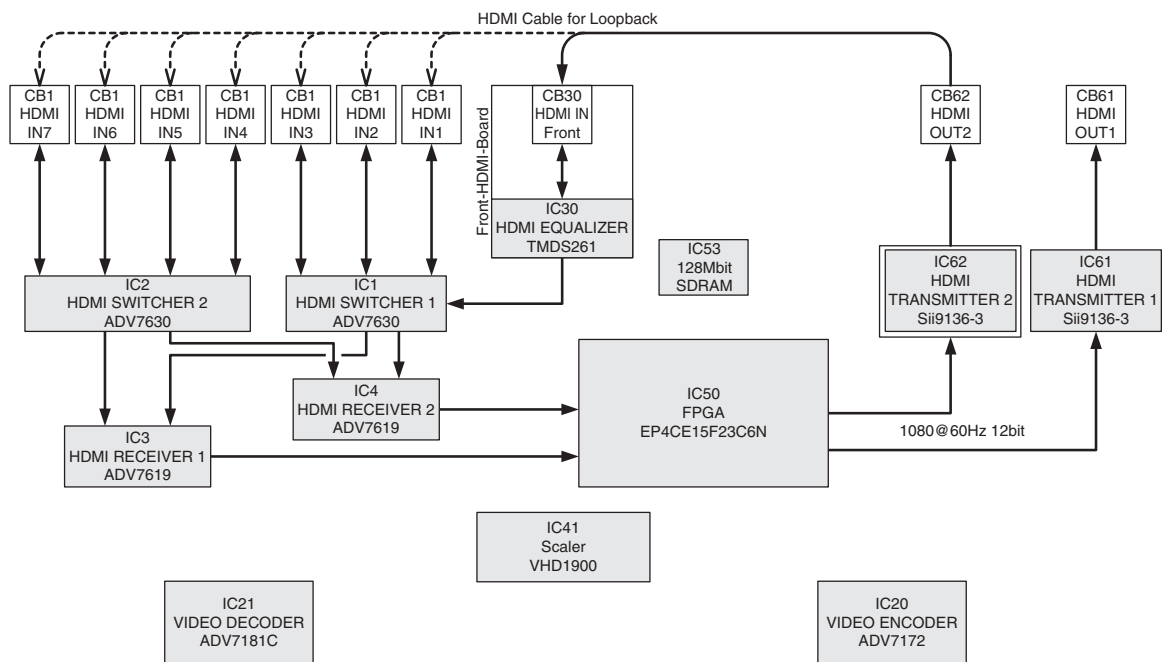 HDMI Cable for Loopback
CB1
HDMI
IN7
CB1
HDMI
IN6
CB1
HDMI
IN5
CB1
HDMI
IN4
CB1
HDMI
IN3
CB1
HDMI
IN2
CB1
HDMI
IN1
Front-HDMI-Board
CB30
HDMI IN
Front
CB62
HDMI
OUT2
CB61
HDMI
OUT1
IC30
HDMI EQUALIZER
TMDS261
IC53
128Mbit
SDRAM
IC62
HDMI
TRANSMITTER 2
Sii9136-3
IC61
HDMI
TRANSMITTER 1
Sii9136-3
IC2
HDMI SWITCHER 2
ADV7630
IC1
HDMI SWITCHER 1
ADV7630
IC4
HDMI RECEIVER 2
ADV7619
IC50
FPGA
EP4CE15F23C6N
1080@60Hz 12bit
IC3
HDMI RECEIVER 1
ADV7619
IC41
Scaler
VHD1900
IC21
VIDEO DECODER
ADV7181C
IC20
VIDEO ENCODER
ADV7172